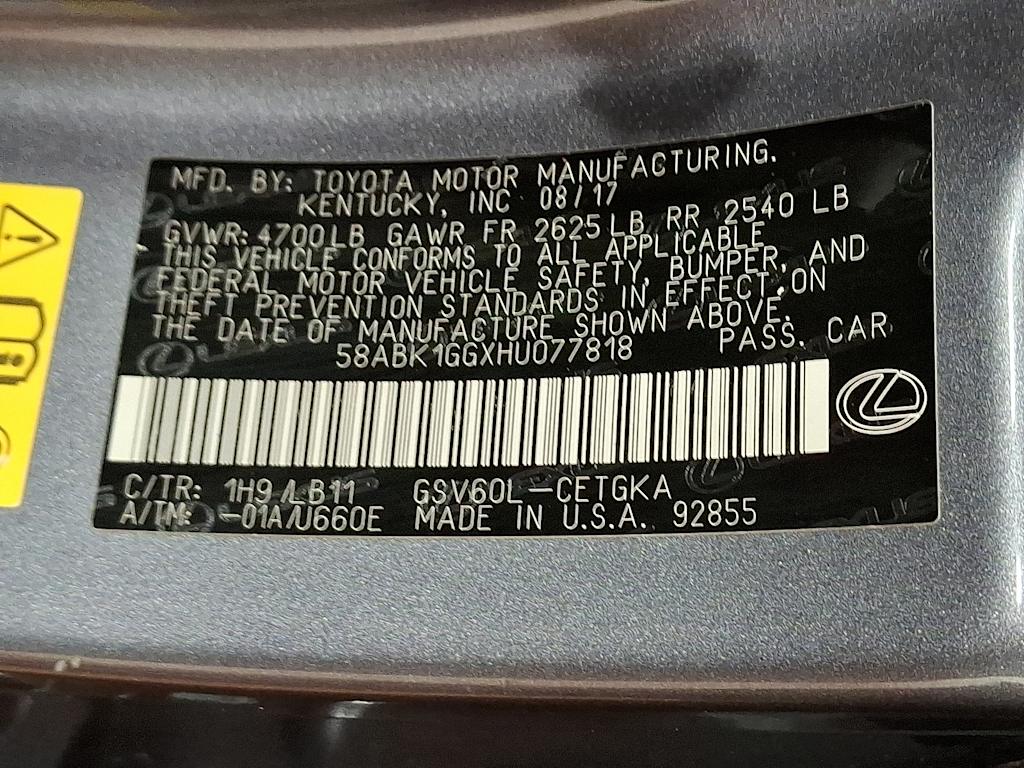 MFD. BY: TOYOTA MOTOR MANUFACTURING,
KENTUCKY, INC 08/17
GVWR: 4700LB GAWR FR 2625LB RR 2540 LB
THIS VEHICLE CONFORMS TO ALL APPLICABLE
FEDERAL MOTOR VEHICLE SAFETY, BUMPER, AND
THEFT PREVENTION STANDARDS IN EFFECT ON
THE DATE OF MANUFACTURE SHOWN ABOVE.
58ABK1GGXHU077818 PASS. CAR
C/TR: 1H9/LB11 GSV60L-CETGKA
A/TM: -01A/U660E MADE IN U.S.A. 92855